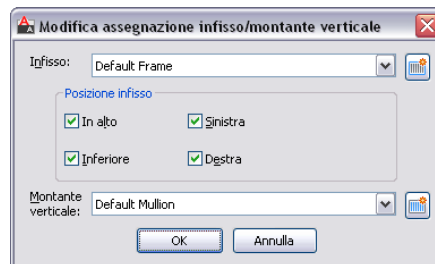 Modifica assegnazione infisso/montante verticale
Infisso: Default Frame
Posizione infisso
In alto Sinistra
Inferiore Destra
Montante
verticale: Default Mullion
OK Annulla